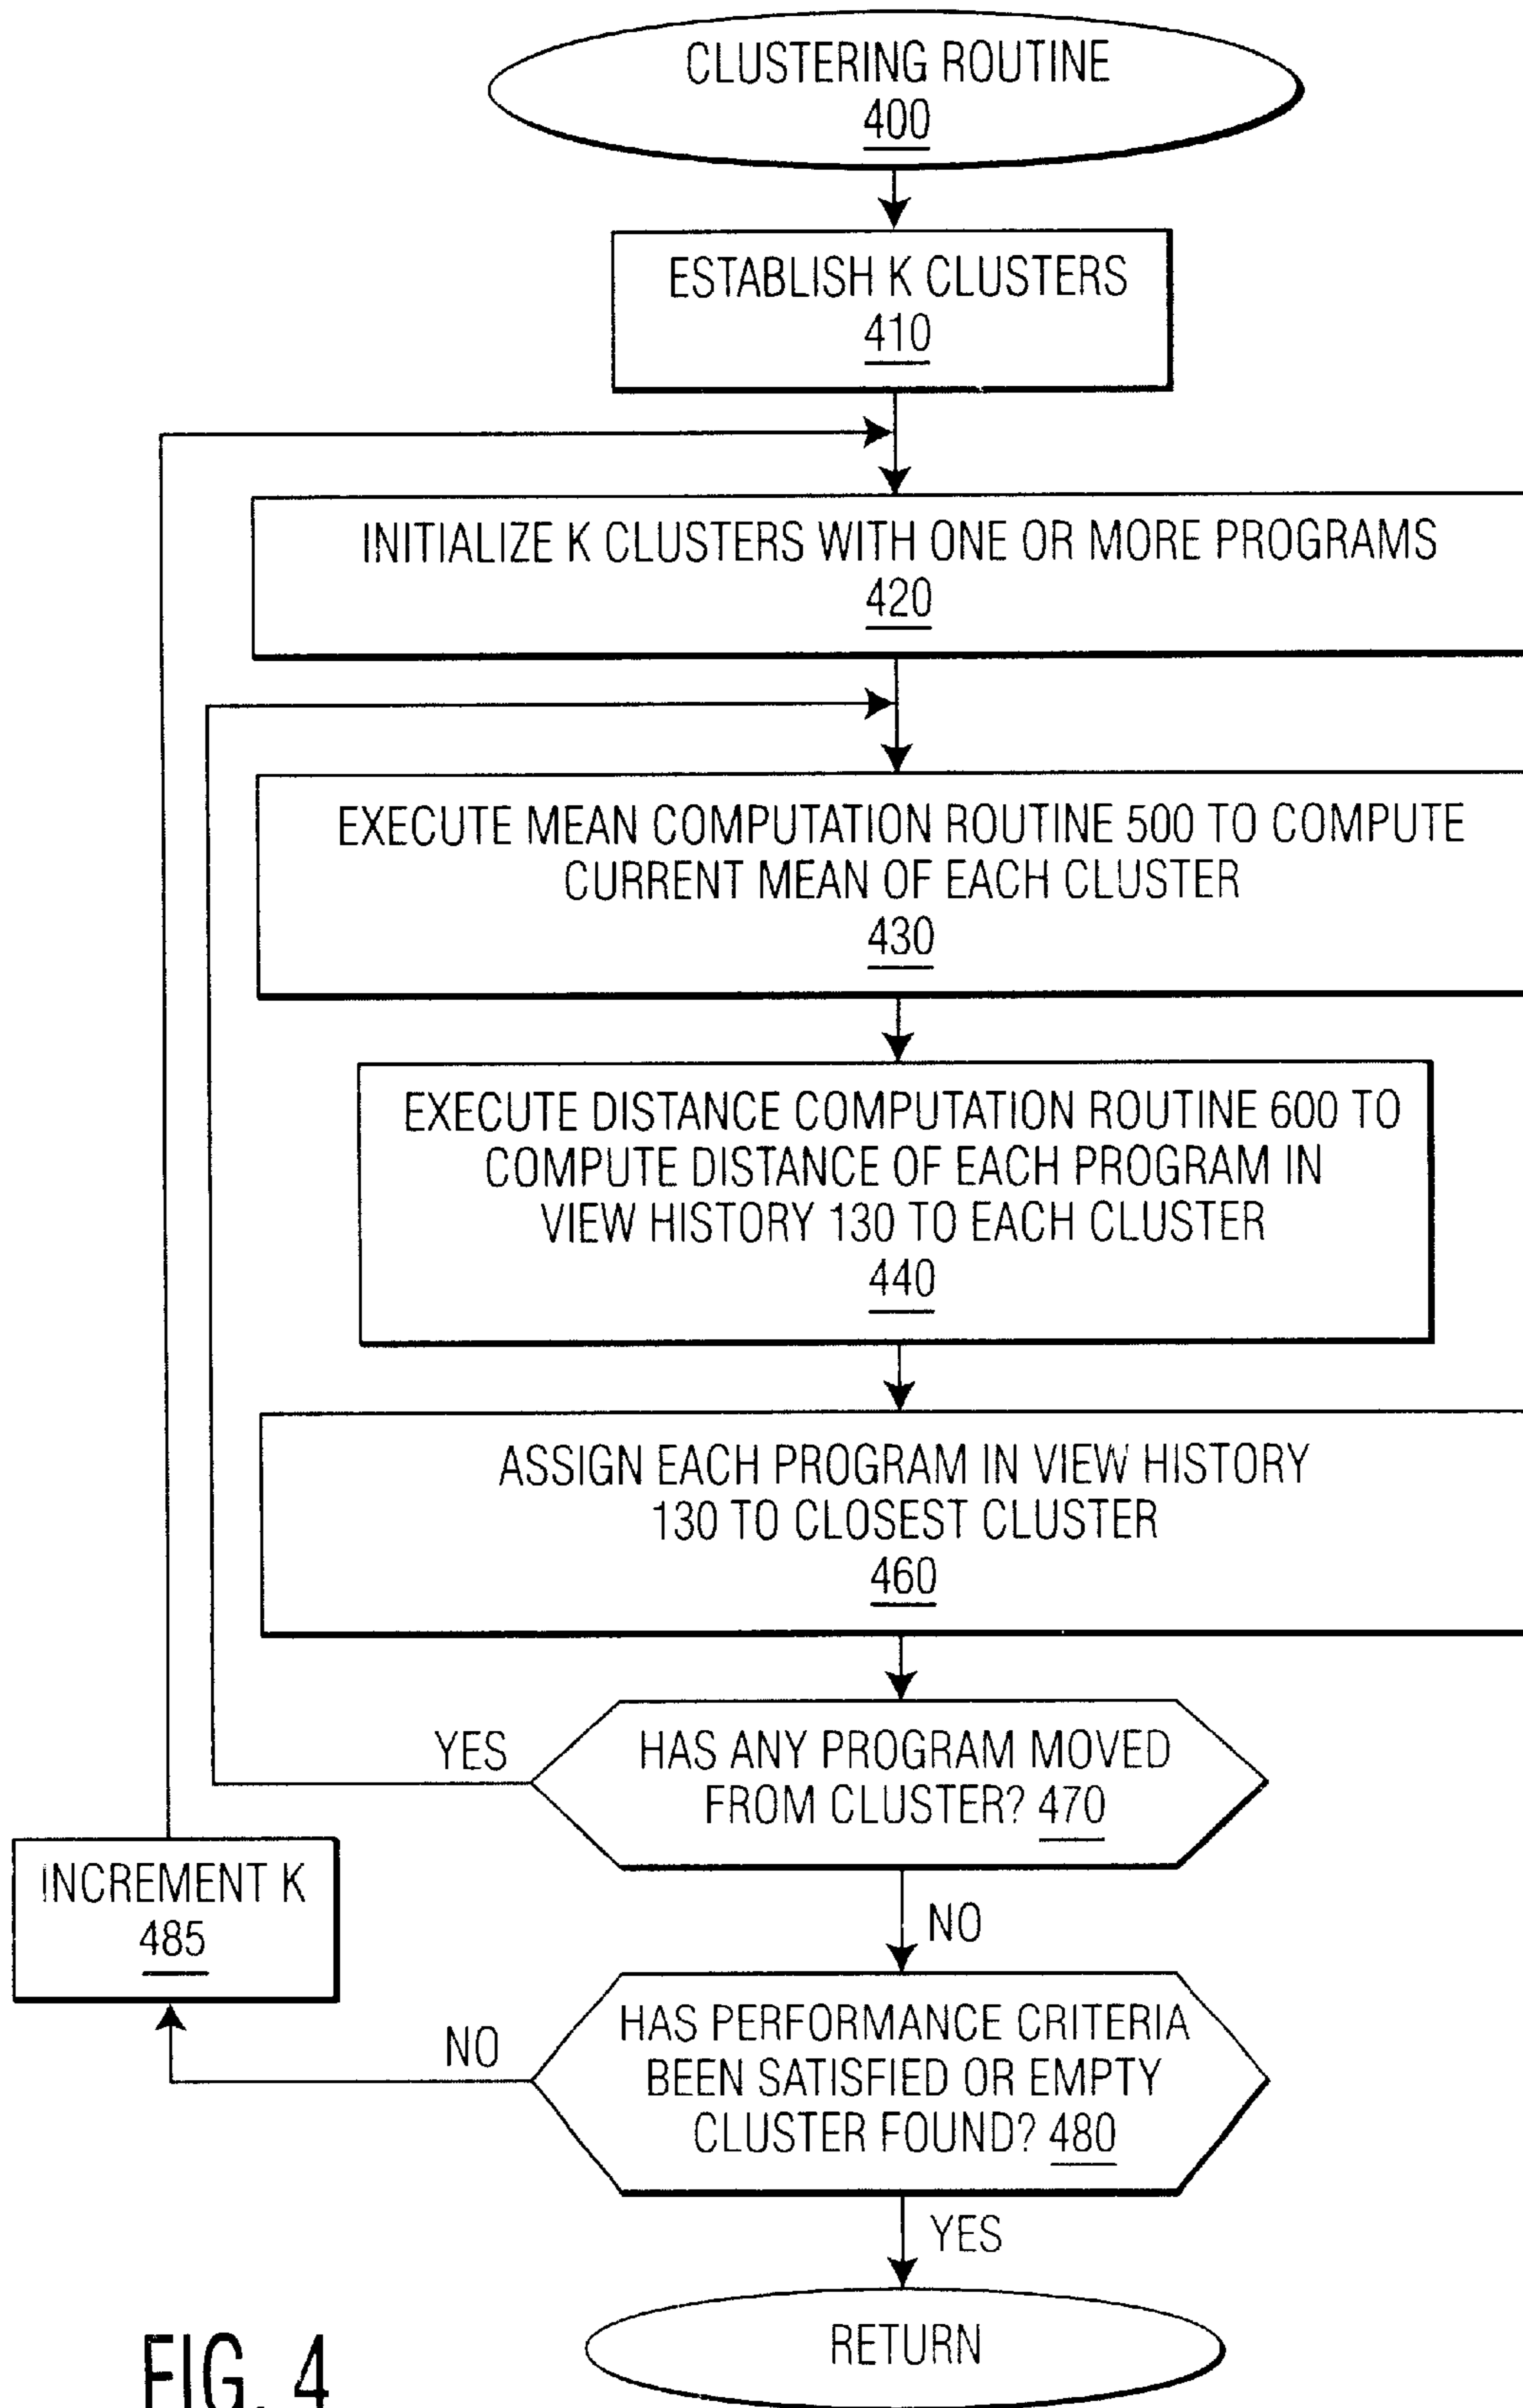 CLUSTERING ROUTINE
400
ESTABLISH K CLUSTERS
410
INITIALIZE K CLUSTERS WITH ONE OR MORE PROGRAMS
420
EXECUTE MEAN COMPUTATION ROUTINE 500 TO COMPUTE
CURRENT MEAN OF EACH CLUSTER
430
EXECUTE DISTANCE COMPUTATION ROUTINE 600 TO
COMPUTE DISTANCE OF EACH PROGRAM IN
VIEW HISTORY 130 TO EACH CLUSTER
440
ASSIGN EACH PROGRAM IN VIEW HISTORY
130 TO CLOSEST CLUSTER
460
YES
HAS ANY PROGRAM MOVED
FROM CLUSTER? 470
INCREMENT K
485
NO
NO
HAS PERFORMANCE CRITERIA
BEEN SATISFIED OR EMPTY
CLUSTER FOUND? 480
YES
RETURN
FIG. 4